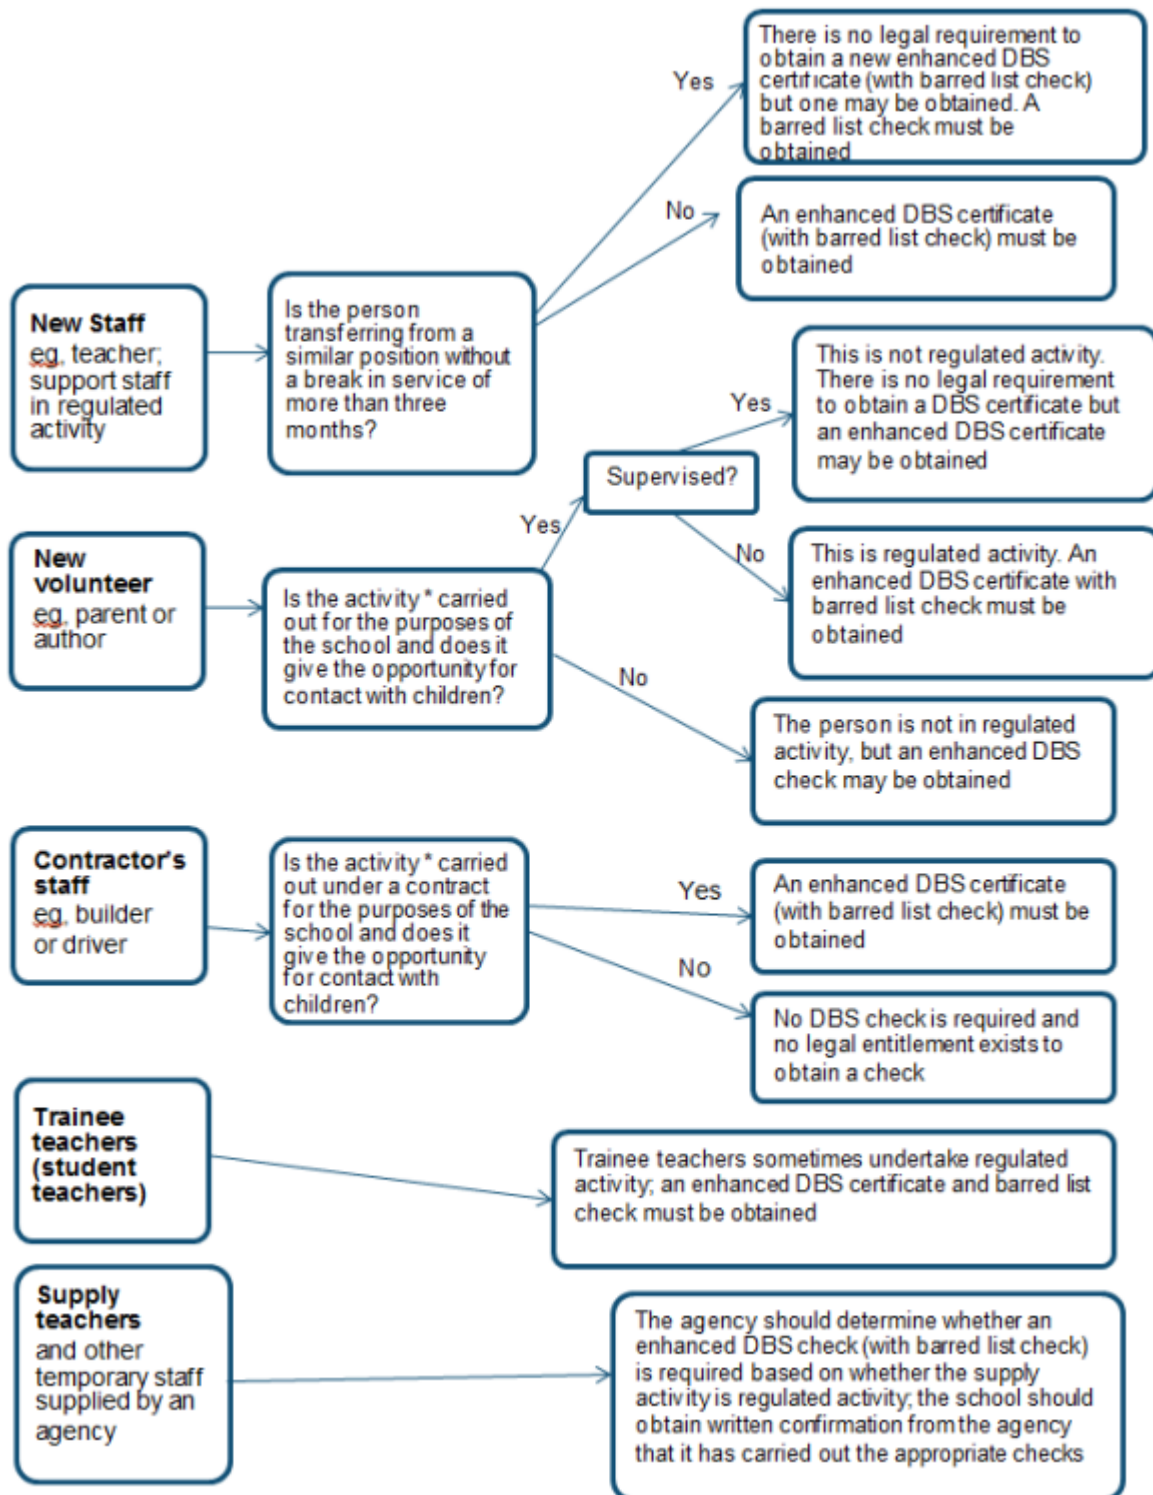 There is no legal requirement to
obtain a new enhanced DBS
certificate (with barred list check)
but one may be obtained. A
barred list check must be
obtained
Yes
No
An enhanced DBS certificate
(with barred list check) must be
obtained
New Staff
eg. teacher;
support staff
in regulated
activity
Is the person
transferring from a
similar position without
a break in service of
more than three
months?
This is not regulated activity.
There is no legal requirement
to obtain a DBS certificate but
an enhanced DBS certificate
may be obtained
Yes
Supervised?
Yes
No
This is regulated activity. An
enhanced DBS certificate with
barred list check must be
obtained
New
volunteer
eg. parent or
author
Is the activity * carried
out for the purposes of
the school and does it
give the opportunity for
contact with children?
No
The person is not in regulated
activity, but an enhanced DBS
check may be obtained
Contractor's
staff
eg. builder
or driver
Is the activity * carried
out under a contract
for the purposes of the
school and does it
give the opportunity
for contact with
children?
Yes
An enhanced DBS certificate
(with barred list check) must be
obtained
No
No DBS check is required and
no legal entitlement exists to
obtain a check
Trainee
teachers
(student
teachers)
Trainee teachers sometimes undertake regulated
activity; an enhanced DBS certificate and barred list
check must be obtained
Supply
teachers
and other
temporary staff
supplied by an
agency
The agency should determine whether an
enhanced DBS check (with barred list check)
is required based on whether the supply
activity is regulated activity; the school should
obtain written confirmation from the agency
that it has carried out the appropriate checks